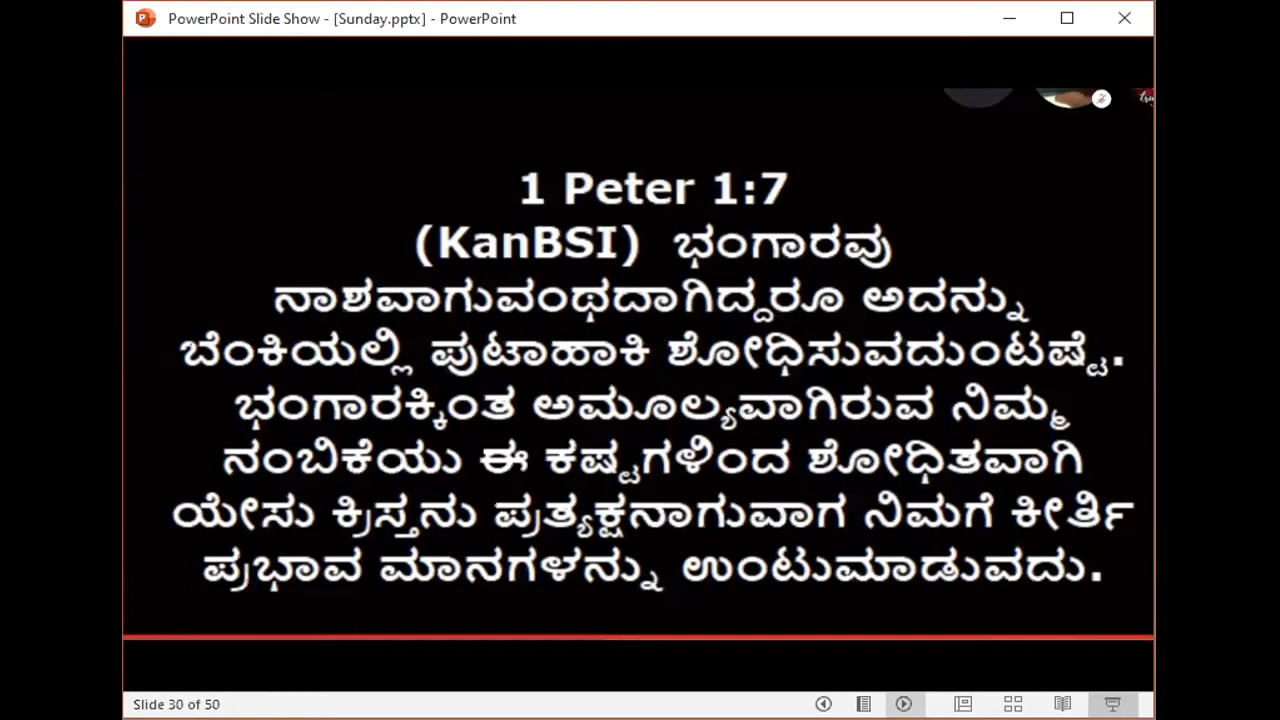 PowerPoint Slide Show - [Sunday.pptx] - PowerPoint
1 Peter 1:7
(KanBSI) ಭಂಗಾರವು
ನಾಶವಾಗುವಂಥದಾಗಿದ್ದರೂ ಅದನ್ನು
ಬೆಂಕಿಯಲ್ಲಿ ಪುಟಾಹಾಕಿ ಶೋಧಿಸುವದುಂಟಷ್ಟೆ.
ಭಂಗಾರಕ್ಕಿಂತ ಅಮೂಲ್ಯವಾಗಿರುವ ನಿಮ್ಮ
ನಂಬಿಕೆಯು ಈ ಕಷ್ಟಗಳಿಂದ ಶೋಧಿತವಾಗಿ
ಯೇಸು ಕ್ರಿಸ್ತನು ಪ್ರತ್ಯಕ್ಷನಾಗುವಾಗ ನಿಮಗೆ ಕೀರ್ತಿ
ಪ್ರಭಾವ ಮಾನಗಳನ್ನು ಉಂಟುಮಾಡುವದು.
Slide 30 of 50